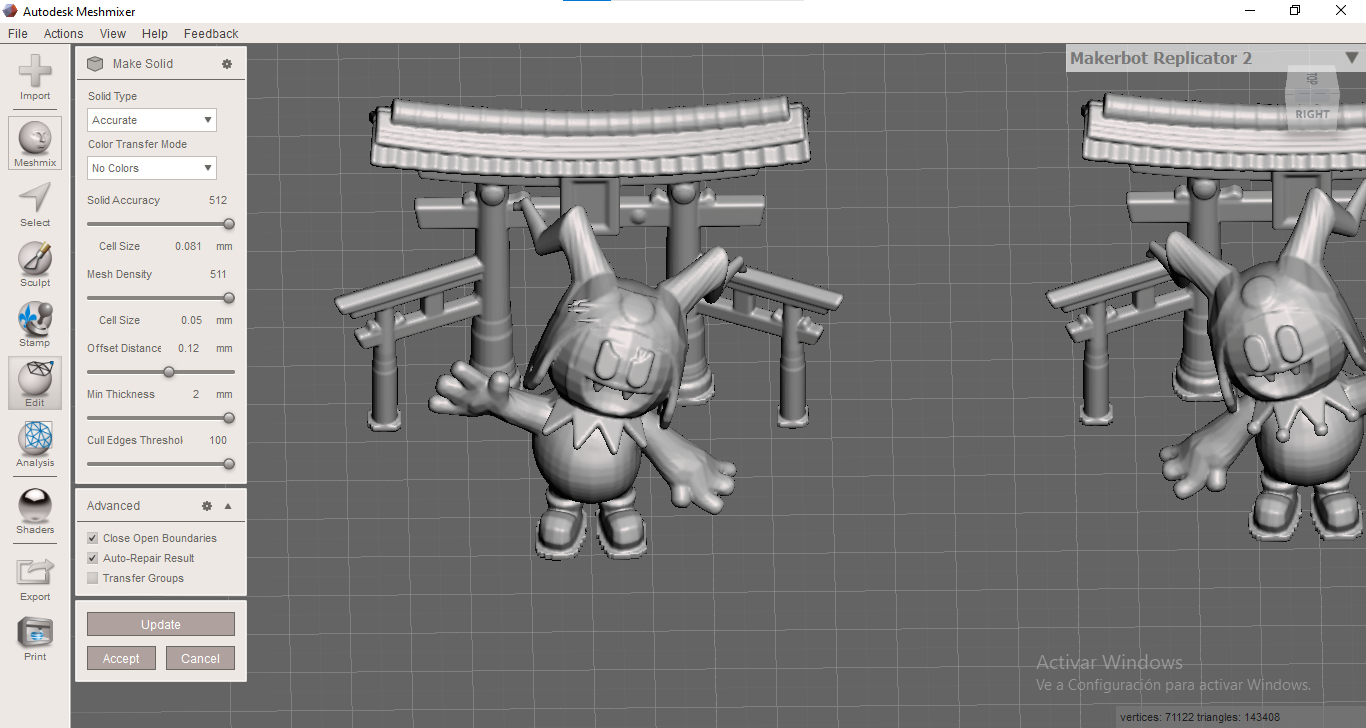 Autodesk Meshmixer
File Actions View Help Feedback
Import
Meshmix
Select
Sculpt
Stamp
Edit
Analysis
Shaders
Export
Print
Make Solid
Solid Type
Accurate
Color Transfer Mode
No Colors
Solid Accuracy 512
Cell Size 0.081 mm
Mesh Density 511
Cell Size 0.05 mm
Offset Distance 0.12 mm
Min Thickness 2 mm
Cull Edges Threshol 100
Advanced
Close Open Boundaries
Auto-Repair Result
Transfer Groups
Update
Accept Cancel
Makerbot Replicator 2
TOP
RIGHT
Activar Windows
Ve a Configuración para activar Windows.
vertices: 71122 triangles: 143408